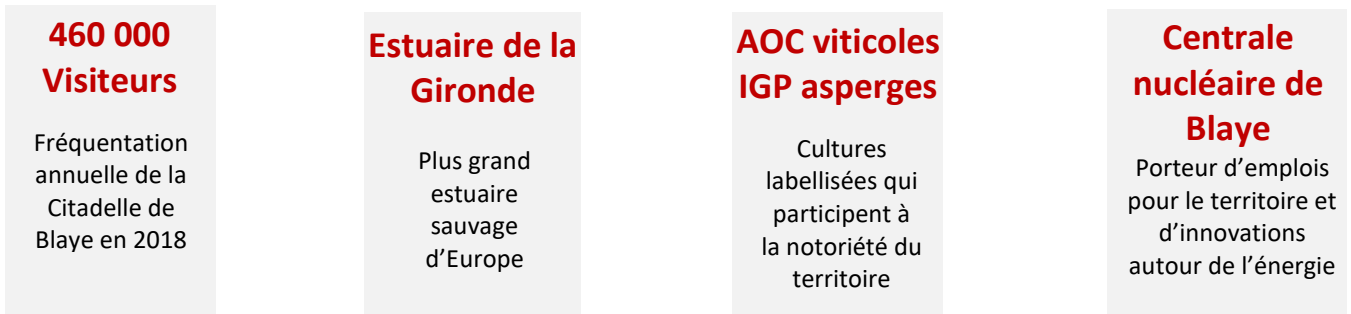 460 000
Visiteurs
Fréquentation
annuelle de la
Citadelle de
Blaye en 2018
Estuaire de la
Gironde
Plus grand
estuaire
sauvage
d’Europe
AOC viticoles
IGP asperges
Cultures
labellisées qui
participent à
la notoriété du
territoire
Centrale
nucléaire de
Blaye
Porteur d’emplois
pour le territoire et
d’innovations
autour de l’énergie